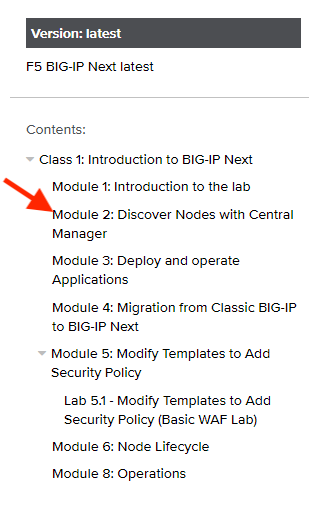 Version: latest
F5 BIG-IP Next latest
Contents:
Class 1: Introduction to BIG-IP Next
Module 1: Introduction to the lab
Module 2: Discover Nodes with Central
Manager
Module 3: Deploy and operate
Applications
Module 4: Migration from Classic BIG-IP
to BIG-IP Next
Module 5: Modify Templates to Add
Security Policy
Lab 5.1 - Modify Templates to Add
Security Policy (Basic WAF Lab)
Module 6: Node Lifecycle
Module 8: Operations